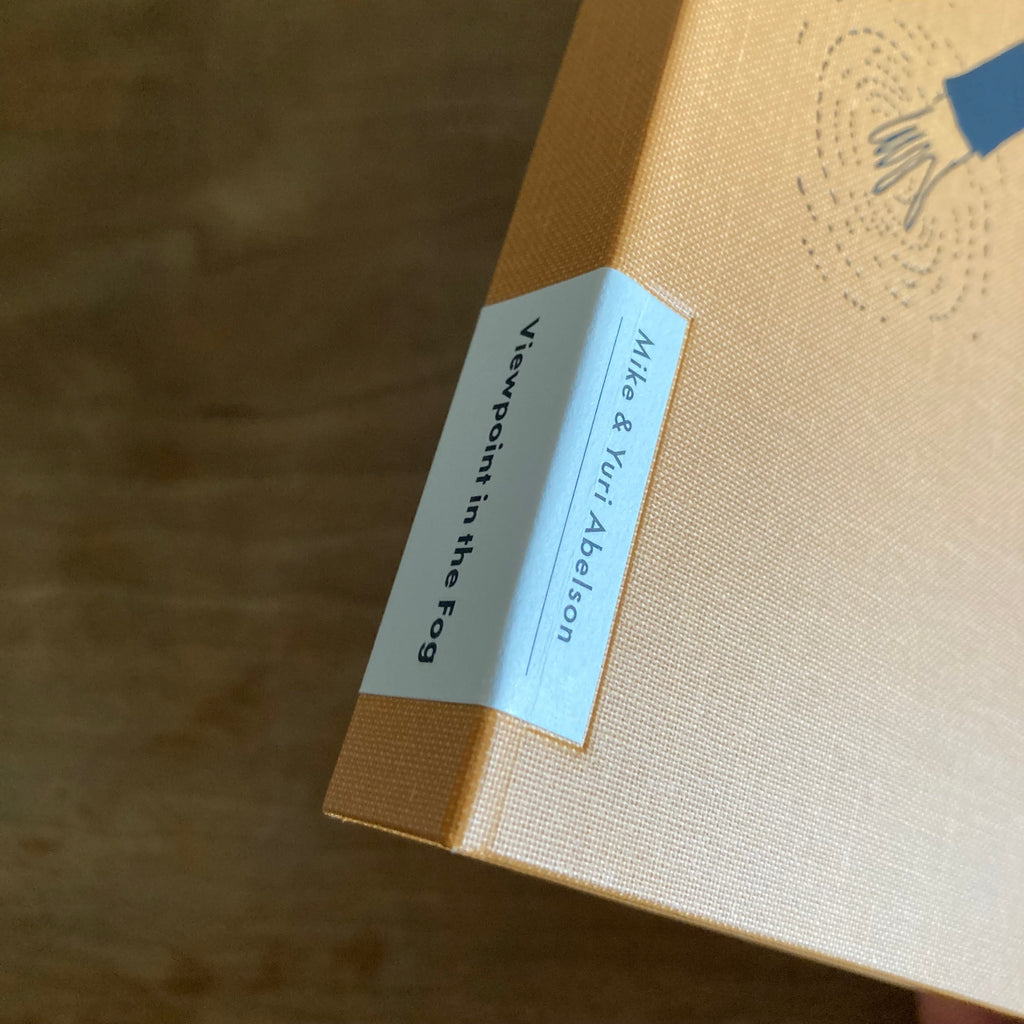 Mike & Yuri Abelson
Viewpoint in the Fog